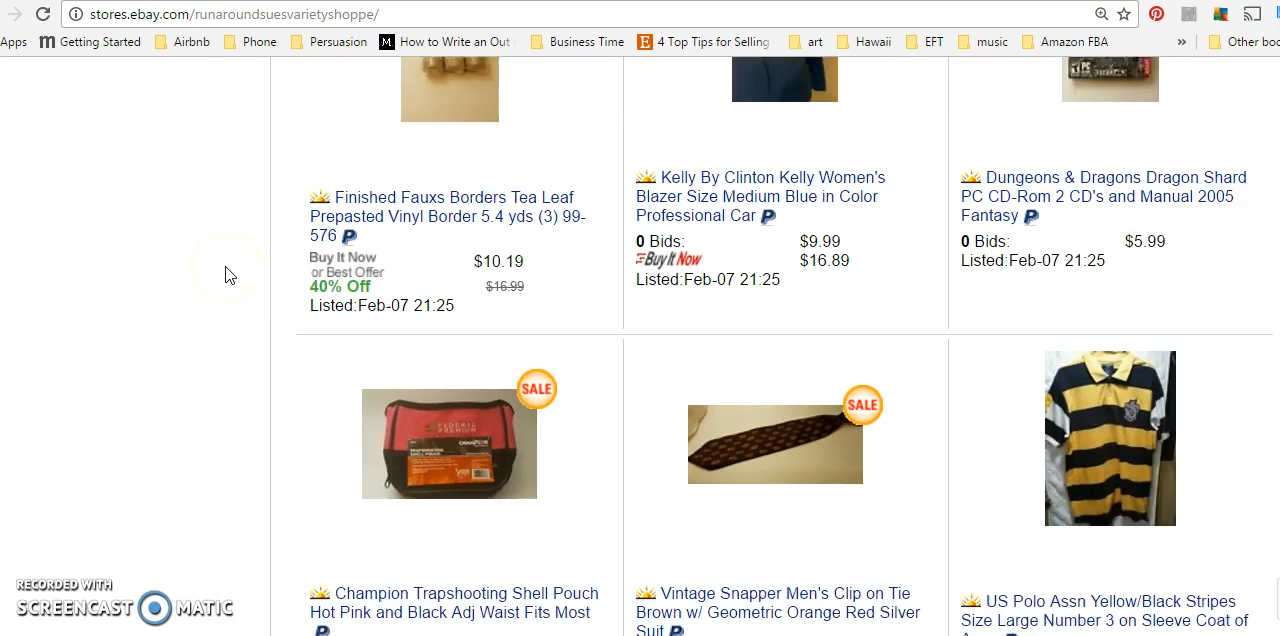 stores.ebay.com/runaroundsuesvarietyshoppe/
Apps Getting Started Airbnb Phone Persuasion M. How to Write an Out 4 Business Time E 4 Top Tips for Selling art Hawaii EFT music Amazon FBA » Other boo
Finished Fauxs Borders Tea Leaf
Prepasted Vinyl Border 5.4 yds (3) 99-
576
Buy It Now
or Best Offer
$10.19
40% Off
$16.99
Listed:Feb-07 21:25
Kelly By Clinton Kelly Women's
Blazer Size Medium Blue in Color
Professional Car
0 Bids: $9.99
Buy It Now $16.89
Listed:Feb-07 21:25
Dungeons & Dragons Dragon Shard
PC CD-Rom 2 CD's and Manual 2005
Fantasy
0 Bids: $5.99
Listed:Feb-07 21:25
SALE
FEDERAL
PREMIUM
CHAMPION
SALE
Champion Trapshooting Shell Pouch
Hot Pink and Black Adj Waist Fits Most
Vintage Snapper Men's Clip on Tie
Brown w/ Geometric Orange Red Silver
Suit
US Polo Assn Yellow/Black Stripes
Size Large Number 3 on Sleeve Coat of
RECORDED WITH
SCREENCAST MATIC